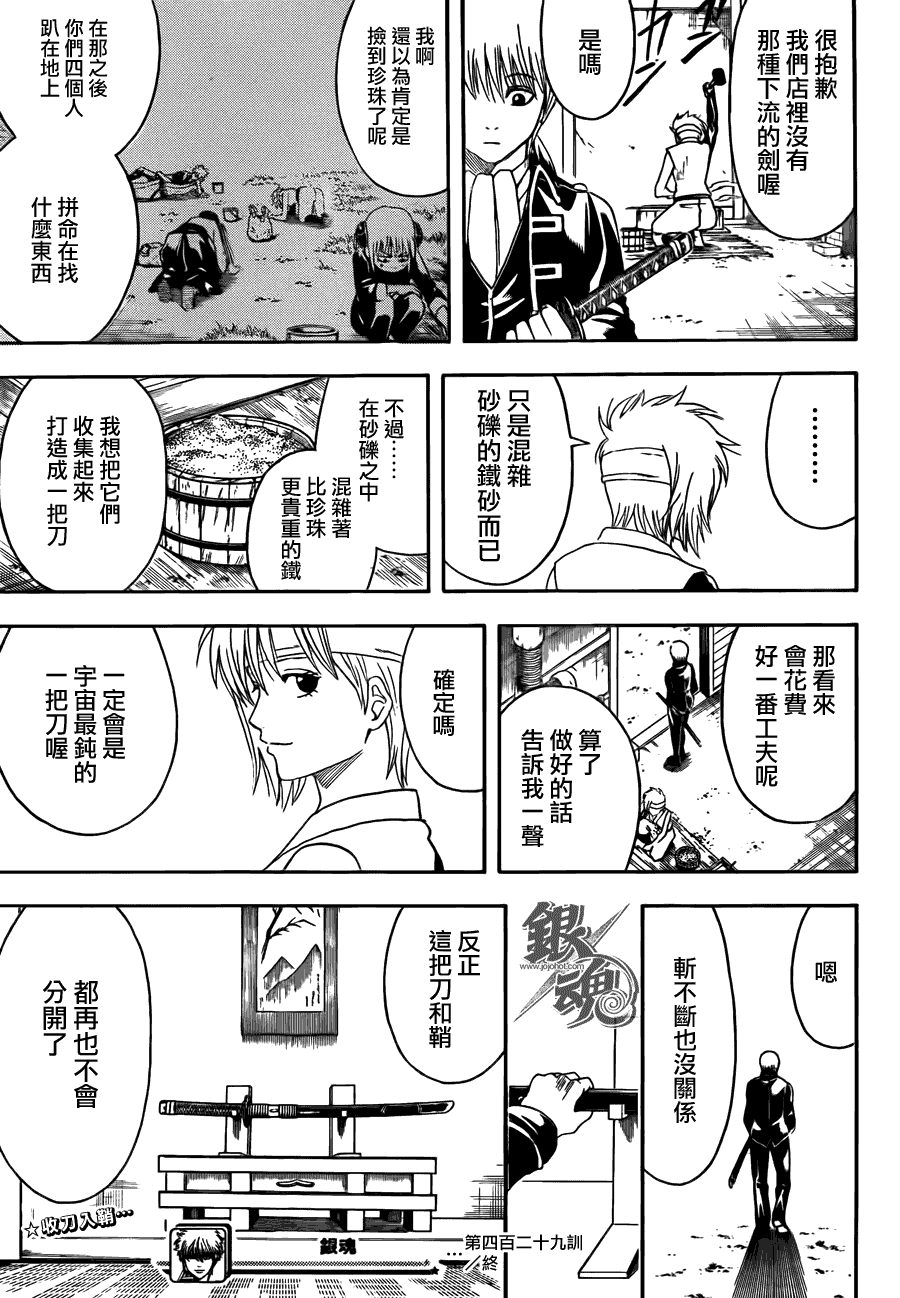 很抱歉
我們店裡沒有
那種下流的劍喔
是嗎
我啊
還以為肯定是
撿到珍珠了呢
在那之後
你們四個人
趴在地上
拼命在找
什麼東西
………
只是混雜
砂礫的鐵砂而已
不過……
在砂礫之中
混雜著
比珍珠
更貴重的鐵
我想把它們
收集起來
打造成一把刀
那看來
會花費
好一番工夫呢
算了
做好的話
告訴我一聲
確定嗎
一定會是
宇宙最鈍的
一把刀喔
嗯
斬不斷也沒關係
銀魂
www.jojohot.com
反正
這把刀和鞘
都再也不會
分開了
☆收刀入鞘…
銀魂
…第四百二十九訓
／終